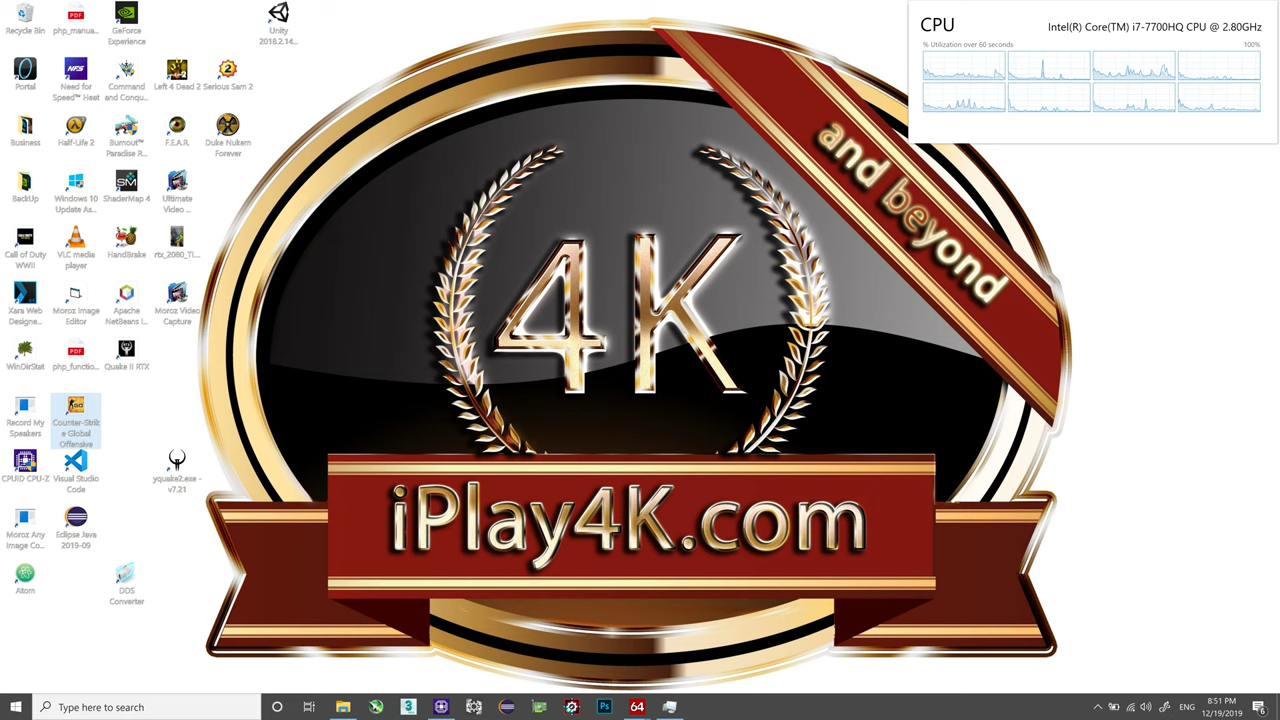 Recycle Bin
php_manua...
GeForce
Experience
Unity
2018.2.14...
Portal
Need for
Speed™ Heat
Command
and Conqu...
Left 4 Dead 2
Serious Sam 2
Business
Half-Life 2
Burnout™
Paradise R...
F.E.A.R.
Duke Nukem
Forever
BackUp
Windows 10
Update As...
ShaderMap 4
Ultimate
Video ...
Call of Duty
WWII
VLC media
player
HandBrake
rtx_2080_TI...
Xara Web
Designe...
Moroz Image
Editor
Apache
NetBeans I...
Moroz Video
Capture
WinDirStat
php_functio...
Quake II RTX
Record My
Speakers
Counter-Strik
e Global
Offensive
CPUID CPU-Z
Visual Studio
Code
yquake2.exe -
v7.21
Moroz Any
Image Co...
Eclipse Java
2019-09
Atom
DDS
Converter
CPU
Intel(R) Core(TM) i7-7700HQ CPU @ 2.80GHz
% Utilization over 60 seconds
100%
and beyond
4K
iPlay4K.com
Type here to search
64
ENG
8:51 PM
12/19/2019